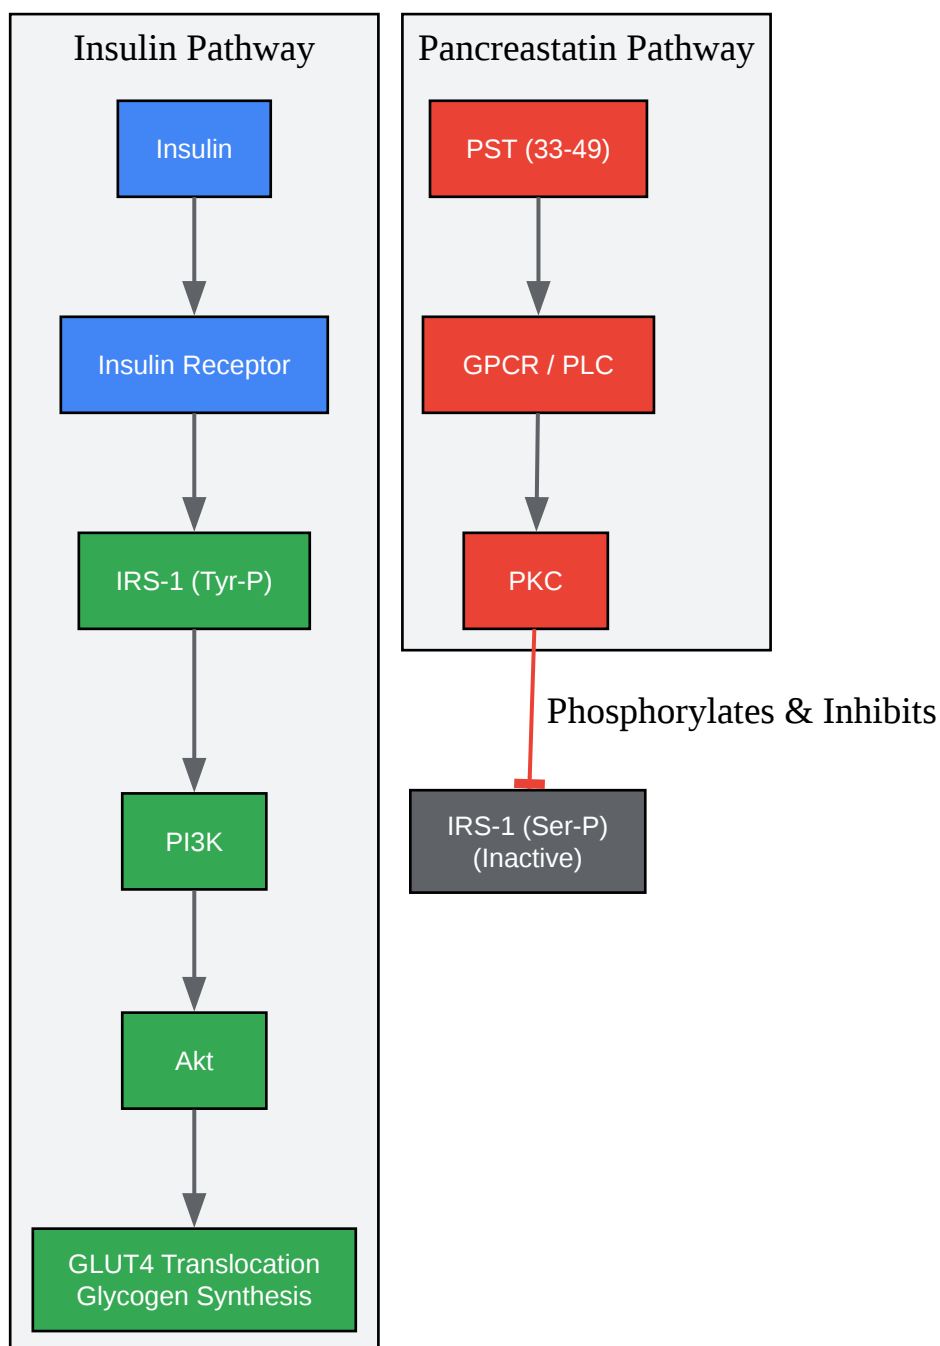 Insulin Pathway
Insulin
Insulin Receptor
IRS-1 (Tyr-P)
PI3K
Akt
GLUT4 Translocation
Glycogen Synthesis
Pancreastatin Pathway
PST (33-49)
GPCR / PLC
PKC
Phosphorylates & Inhibits
IRS-1 (Ser-P)
(Inactive)